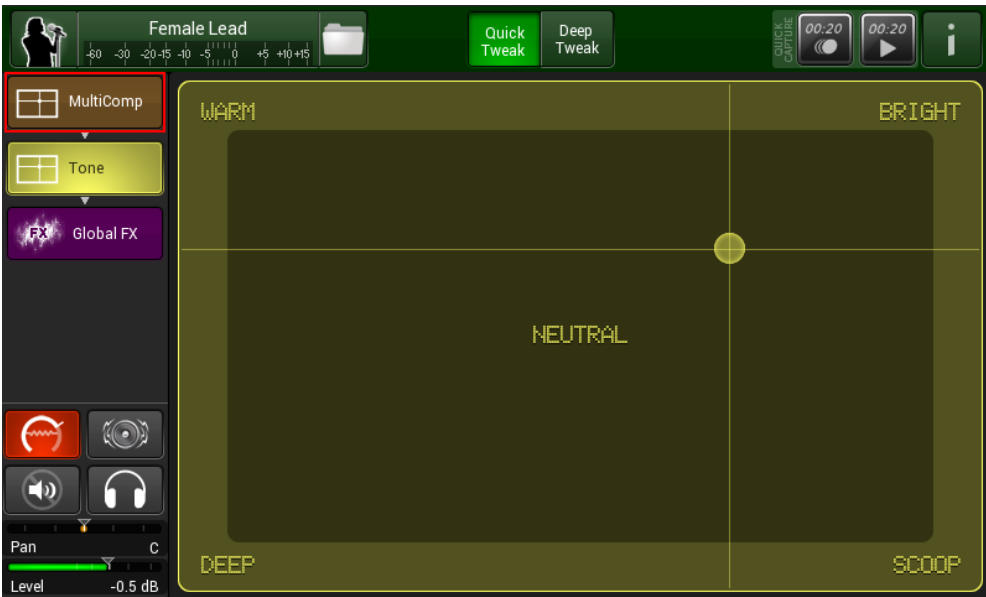 Female Lead
-60 -30 -20-15 -10 -5 0 +5 +10+15
Quick
Tweak
Deep
Tweak
QUICK
CAPTURE
00:20
00:20
i
MultiComp
Tone
FX
Global FX
WARM
BRIGHT
NEUTRAL
DEEP
SCOOP
Pan C
Level -0.5 dB